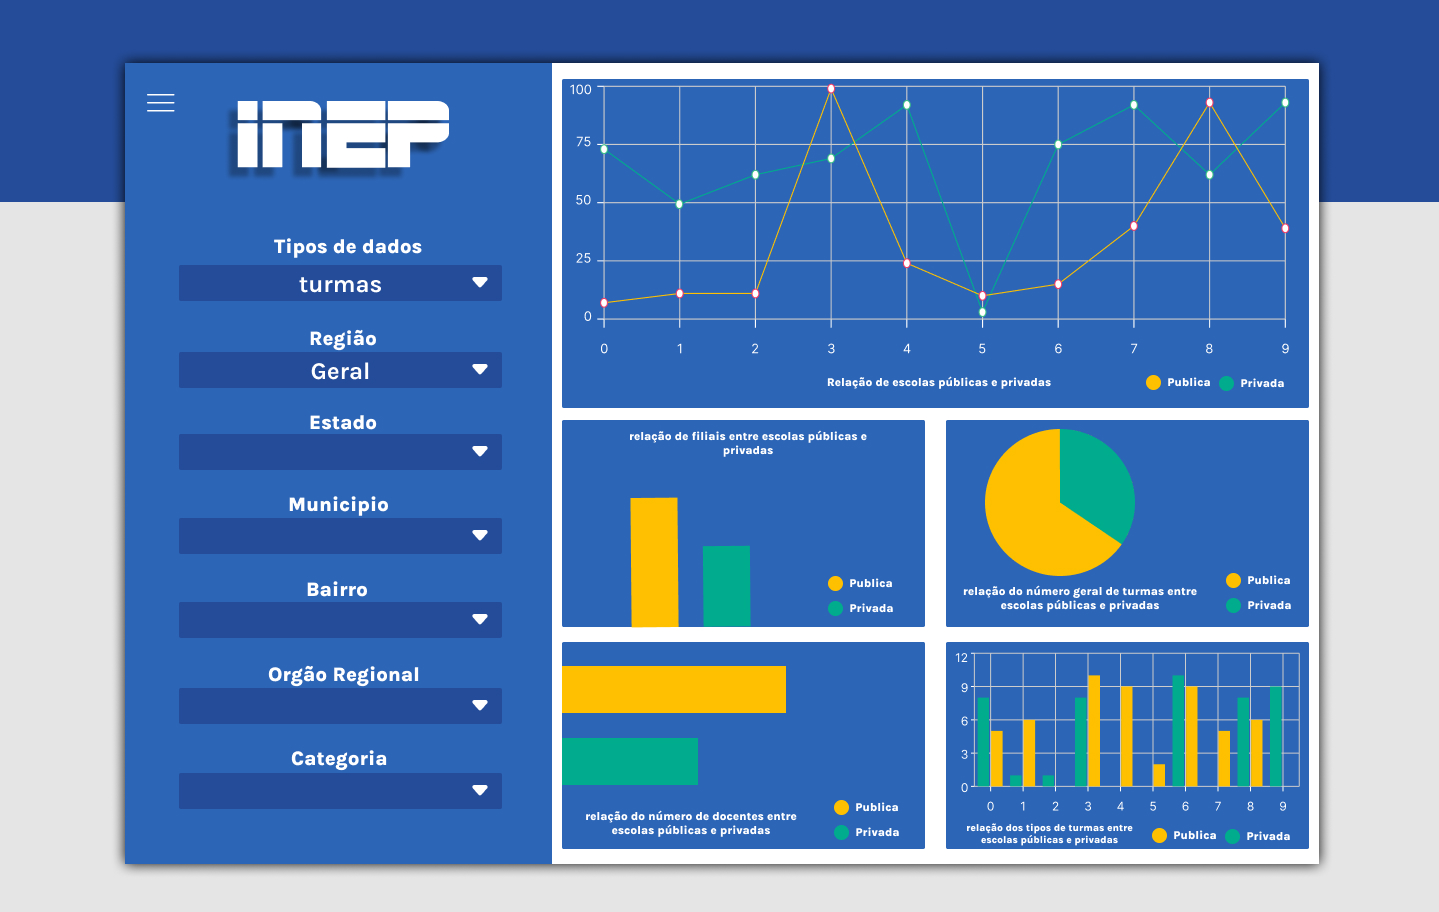 INEP
Tipos de dados
turmas
Região
Geral
Estado
Municipio
Bairro
Orgão Regional
Categoria
100
75
50
25
0
0 1 2 3 4 5 6 7 8 9
Relação de escolas públicas e privadas
Publica Privada
relação de filiais entre escolas públicas e
privadas
Publica
Privada
relação do número geral de turmas entre
escolas públicas e privadas
Publica
Privada
relação do número de docentes entre
escolas públicas e privadas
Publica
Privada
12
9
6
3
0
0 1 2 3 4 5 6 7 8 9
relação dos tipos de turmas entre
escolas públicas e privadas
Publica Privada